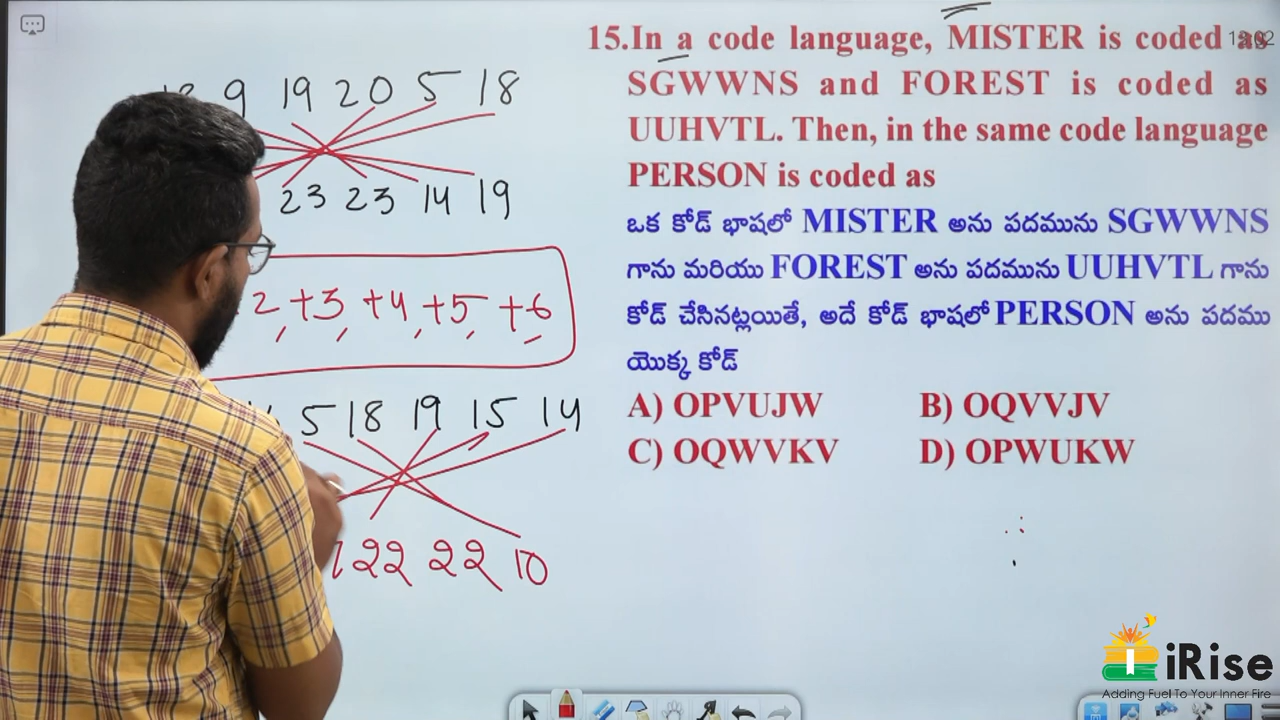 9 19 20 5 18
23 23 14 19
2 +3 +4 +5 +6
5 18 19 15 14
22 22 10
15.In a code language, MISTER is coded as
SGWWNS and FOREST is coded as
UUHVTL. Then, in the same code language
PERSON is coded as
ఒక కోడ్ భాషలో MISTER అను పదమును SGWWNS
గాను మరియు FOREST అను పదమును UUHVTL గాను
కోడ్ చేసినట్లయితే, అదే కోడ్ భాషలో PERSON అను పదము
యొక్క కోడ్
A) OPVUJW B) OQVVJV
C) OQWVKV D) OPWUKW
iRise
Adding Fuel To Your Inner Fire